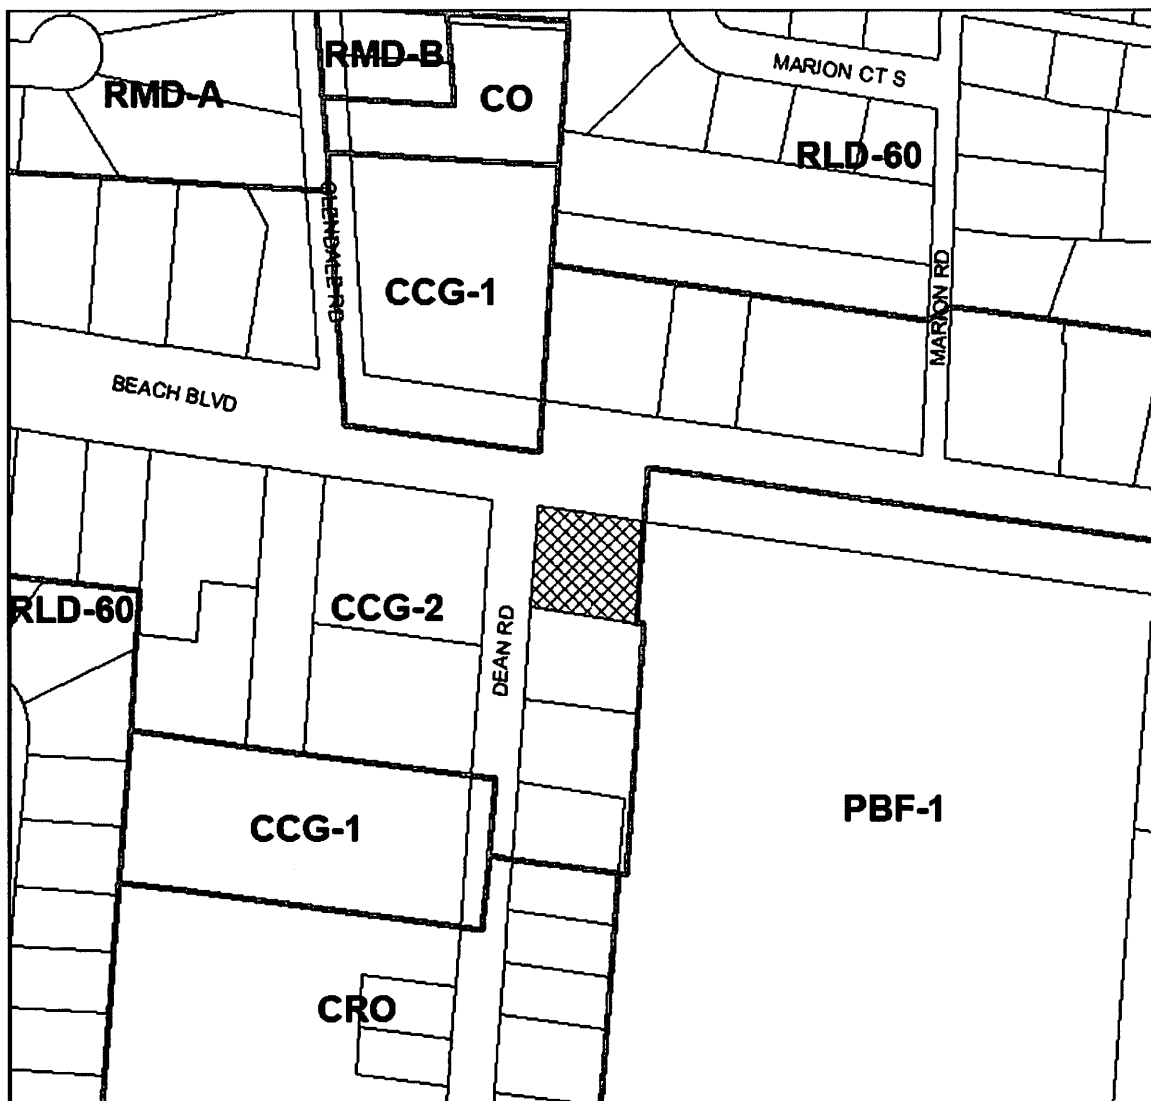 RMD-B
MARION CT S
RMD-A
CO
RLD-60
GLENDALE RD
CCG-1
MARION RD
BEACH BLVD
RLD-60
CCG-2
DEAN RD
CCG-1
PBF-1
CRO